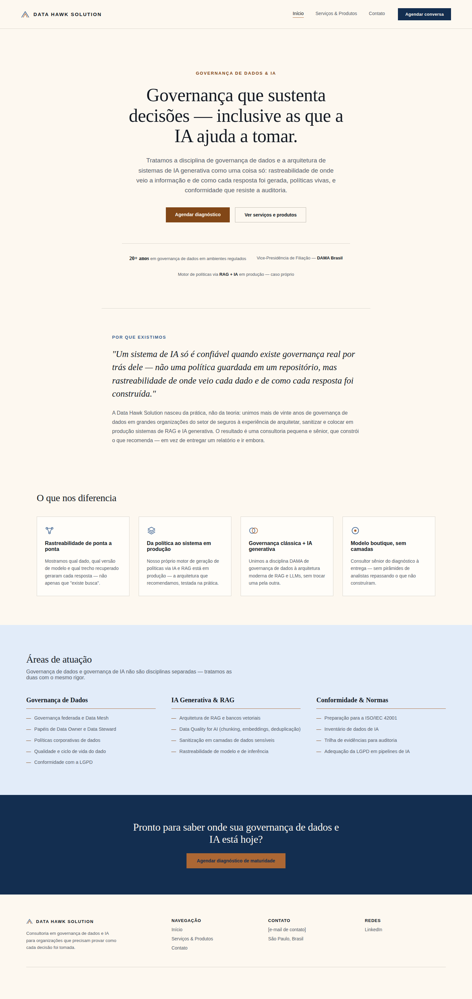 DATA HAWK SOLUTION
Início
Serviços & Produtos
Contato
Agendar conversa
GOVERNANÇA DE DADOS & IA
Governança que sustenta
decisões — inclusive as que a
IA ajuda a tomar.
Tratamos a disciplina de governança de dados e a arquitetura de
sistemas de IA generativa como uma coisa só: rastreabilidade de onde
veio a informação e de como cada resposta foi gerada, políticas vivas, e
conformidade que resiste a auditoria.
Agendar diagnóstico
Ver serviços e produtos
20+ anos em governança de dados em ambientes regulados
Vice-Presidência de Filiação — DAMA Brasil
Motor de políticas via RAG + IA em produção — caso próprio
POR QUE EXISTIMOS
"Um sistema de IA só é confiável quando existe governança real por
trás dele — não uma política guardada em um repositório, mas
rastreabilidade de onde veio cada dado e de como cada resposta foi
construída."
A Data Hawk Solution nasceu da prática, não da teoria: unimos mais de vinte anos de governança de
dados em grandes organizações do setor de seguros à experiência de arquitetar, sanitizar e colocar em
produção sistemas de RAG e IA generativa. O resultado é uma consultoria pequena e sênior, que constrói
o que recomenda — em vez de entregar um relatório e ir embora.
O que nos diferencia
Rastreabilidade de ponta a
ponta
Mostramos qual dado, qual versão
de modelo e qual trecho recuperado
geraram cada resposta — não
apenas que "existe busca".
Da política ao sistema em
produção
Nosso próprio motor de geração de
políticas via IA e RAG está em
produção — a arquitetura que
recomendamos, testada na prática.
Governança clássica + IA
generativa
Unimos a disciplina DAMA de
governança de dados à arquitetura
moderna de RAG e LLMs, sem trocar
uma pela outra.
Modelo boutique, sem
camadas
Consultor sênior do diagnóstico à
entrega — sem pirâmides de
analistas repassando o que não
construíram.
Áreas de atuação
Governança de dados e governança de IA não são disciplinas separadas — tratamos as
duas com o mesmo rigor.
Governança de Dados
— Governança federada e Data Mesh
— Papéis de Data Owner e Data Steward
— Políticas corporativas de dados
— Qualidade e ciclo de vida do dado
— Conformidade com a LGPD
IA Generativa & RAG
— Arquitetura de RAG e bancos vetoriais
— Data Quality for AI (chunking, embeddings, deduplicação)
— Sanitização em camadas de dados sensíveis
— Rastreabilidade de modelo e de inferência
Conformidade & Normas
— Preparação para a ISO/IEC 42001
— Inventário de dados de IA
— Trilha de evidências para auditoria
— Adequação da LGPD em pipelines de IA
Pronto para saber onde sua governança de dados e
IA está hoje?
Agendar diagnóstico de maturidade
DATA HAWK SOLUTION
Consultoria em governança de dados e IA
para organizações que precisam provar como
cada decisão foi tomada.
NAVEGAÇÃO
Início
Serviços & Produtos
Contato
CONTATO
[e-mail de contato]
São Paulo, Brasil
REDES
LinkedIn